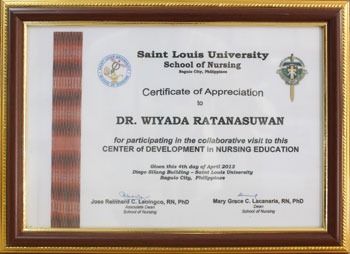 Saint Louis University
School of Nursing
Baguio City, Philippines
Certificate of Appreciation
to
DR. WIYADA RATANASUWAN
for participating in the collaborative visit to this
CENTER of DEVELOPMENT in NURSING EDUCATION
Given this 4th day of April 2012
Diego Silang Building - Saint Louis University
Baguio City, Philippines
Jose Reinhard C. Laoingco, RN, PhD
Associate Dean
School of Nursing
Mary Grace C. Lacanaria, RN, PhD
Dean
School of Nursing